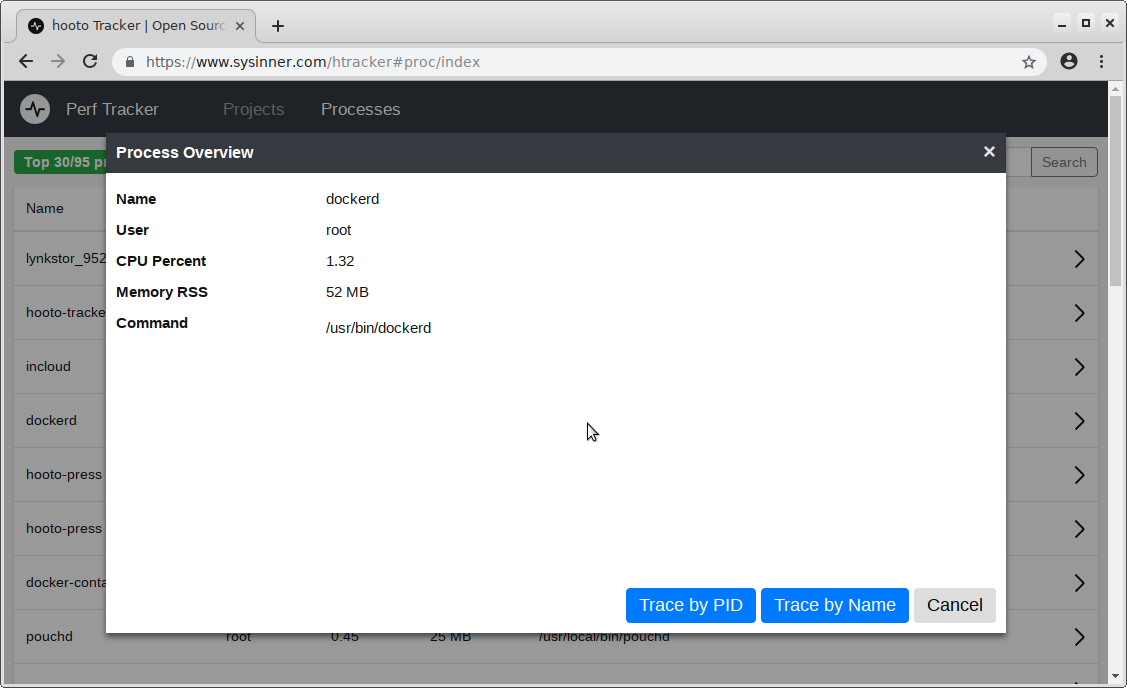 hooto Tracker | Open Sourc
https://www.sysinner.com/htracker#proc/index
Perf Tracker Projects Processes
Process Overview
Top 30/95 pr
Search
Name
Name dockerd
User root
CPU Percent 1.32
Memory RSS 52 MB
Command /usr/bin/dockerd
lynkstor_952
hooto-tracke
incloud
dockerd
hooto-press
hooto-press
docker-conta
Trace by PID Trace by Name Cancel
pouchd root 0.45 25 MB /usr/local/bin/pouchd